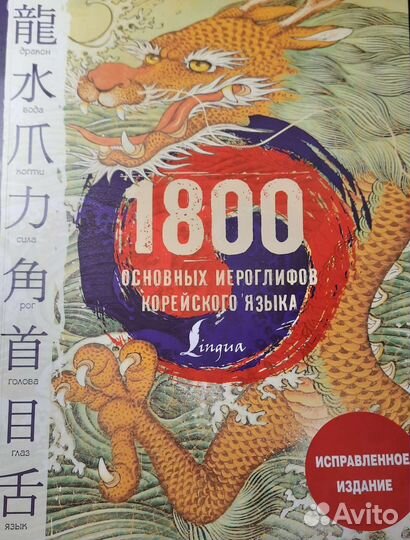 龍
дракон
水
вода
爪
когти
力
сила
角
рог
首
голова
目
глаз
舌
язык
1800
ОСНОВНЫХ ИЕРОГЛИФОВ
КОРЕЙСКОГО ЯЗЫКА
Lingua
ИСПРАВЛЕННОЕ
ИЗДАНИЕ
Avito